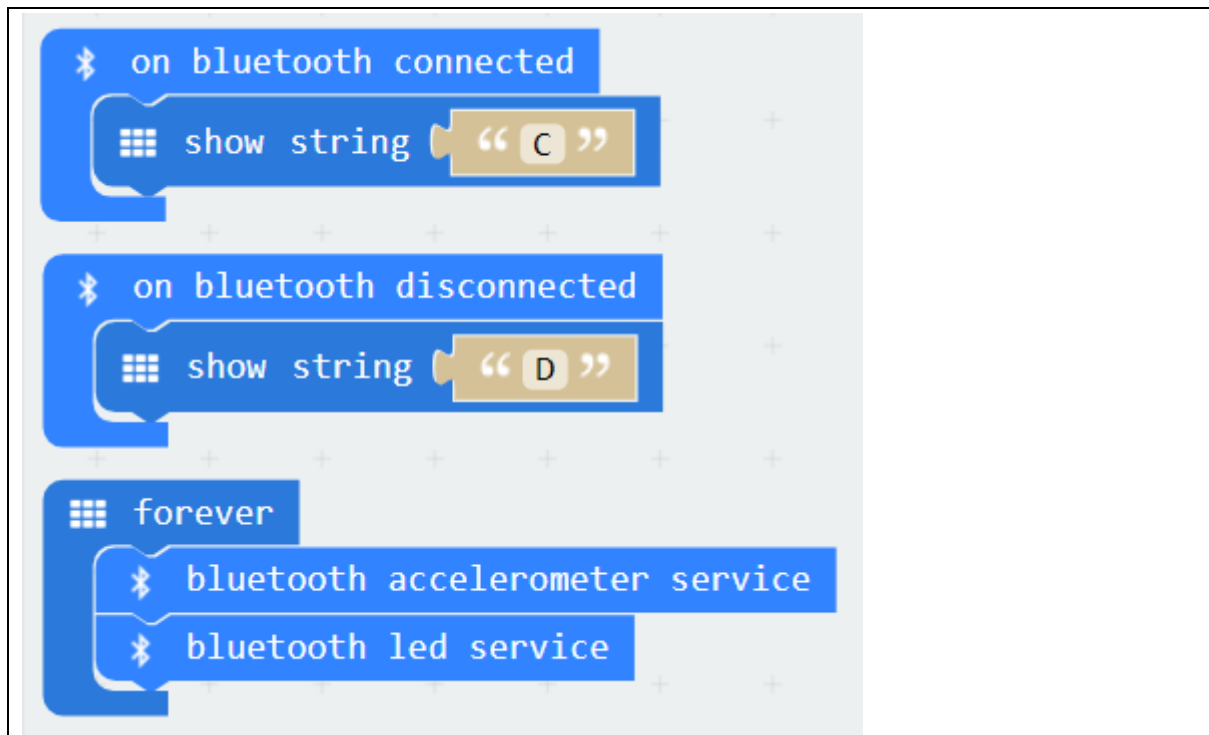 on bluetooth connected
show string “ C ”
on bluetooth disconnected
show string “ D ”
forever
bluetooth accelerometer service
bluetooth led service